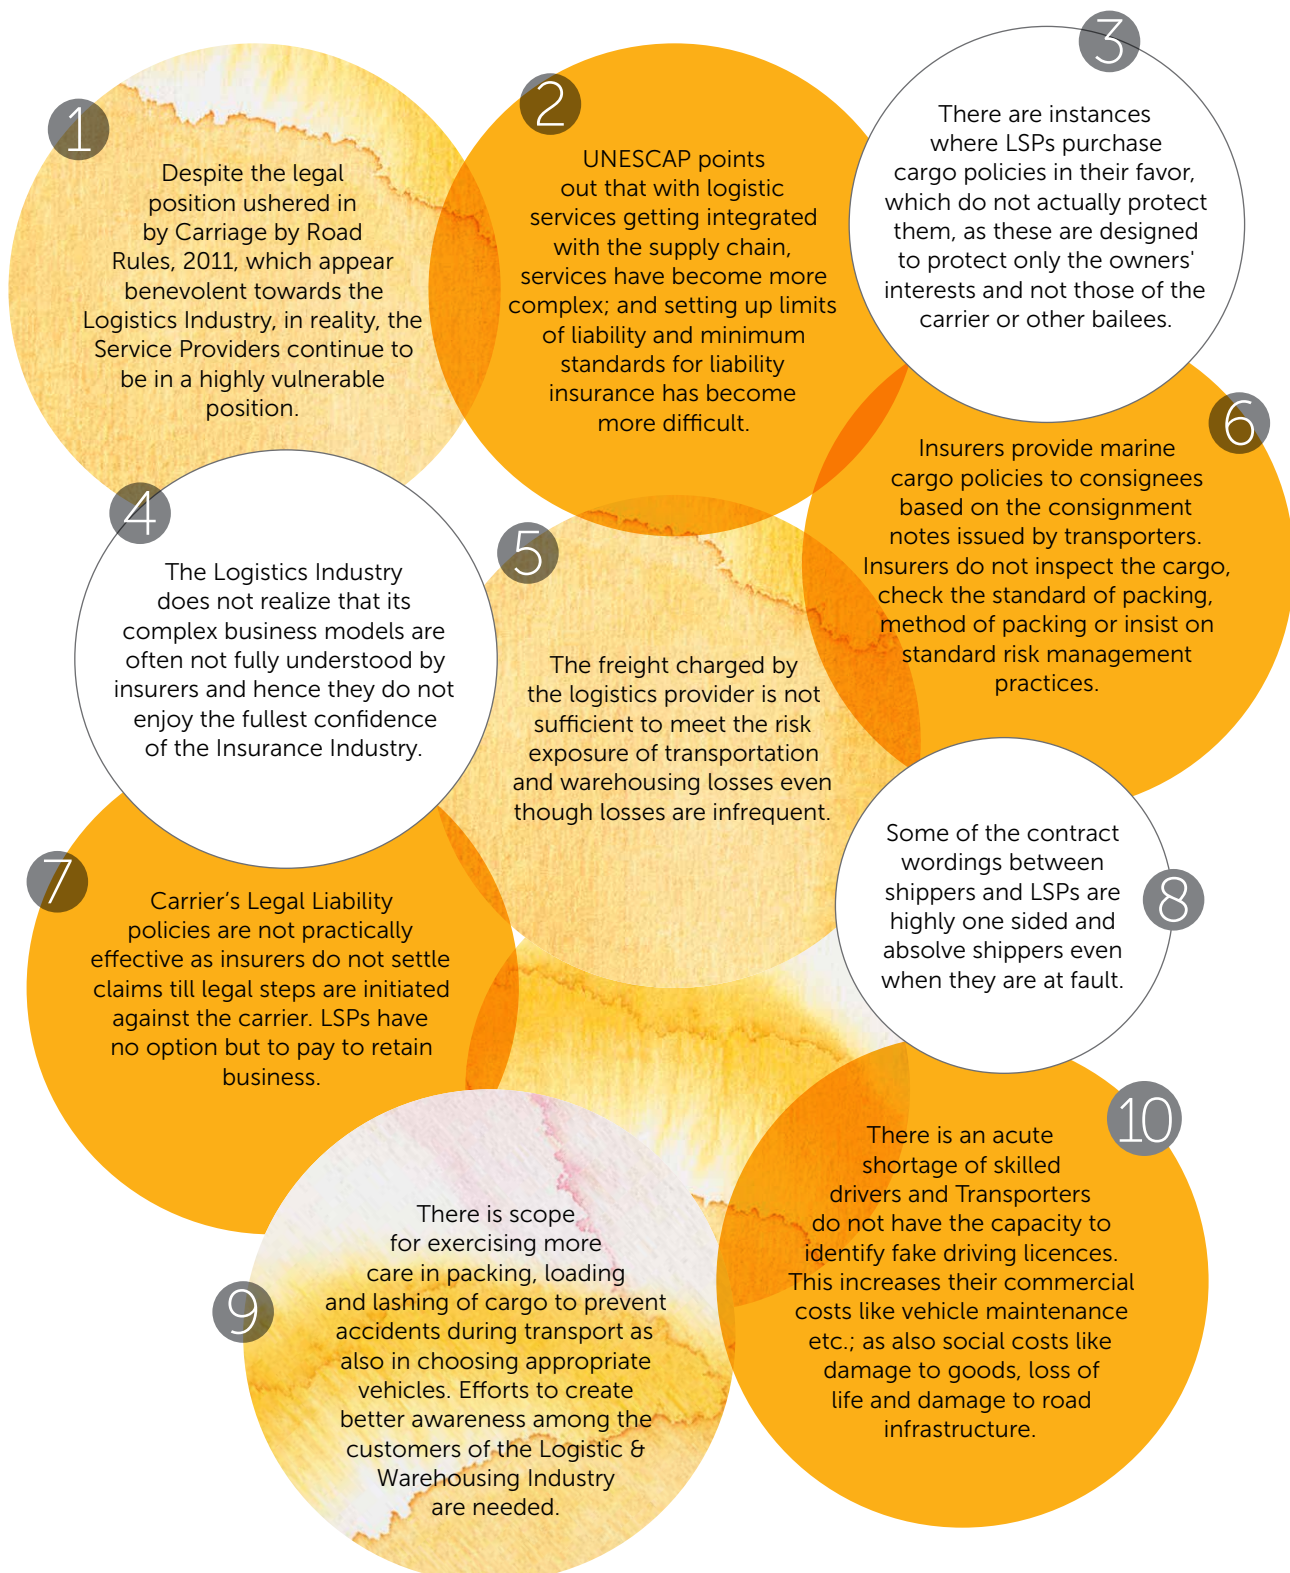 1
Despite the legal
position ushered in
by Carriage by Road
Rules, 2011, which appear
benevolent towards the
Logistics Industry, in reality, the
Service Providers continue to
be in a highly vulnerable
position.
2
UNESCAP points
out that with logistic
services getting integrated
with the supply chain,
services have become more
complex; and setting up limits
of liability and minimum
standards for liability
insurance has become
more difficult.
3
There are instances
where LSPs purchase
cargo policies in their favor,
which do not actually protect
them, as these are designed
to protect only the owners'
interests and not those of the
carrier or other bailees.
4
The Logistics Industry
does not realize that its
complex business models are
often not fully understood by
insurers and hence they do not
enjoy the fullest confidence
of the Insurance Industry.
5
The freight charged by
the logistics provider is not
sufficient to meet the risk
exposure of transportation
and warehousing losses even
though losses are infrequent.
6
Insurers provide marine
cargo policies to consignees
based on the consignment
notes issued by transporters.
Insurers do not inspect the cargo,
check the standard of packing,
method of packing or insist on
standard risk management
practices.
7
Carrier’s Legal Liability
policies are not practically
effective as insurers do not settle
claims till legal steps are initiated
against the carrier. LSPs have
no option but to pay to retain
business.
8
Some of the contract
wordings between
shippers and LSPs are
highly one sided and
absolve shippers even
when they are at fault.
9
There is scope
for exercising more
care in packing, loading
and lashing of cargo to prevent
accidents during transport as
also in choosing appropriate
vehicles. Efforts to create
better awareness among the
customers of the Logistic &
Warehousing Industry
are needed.
10
There is an acute
shortage of skilled
drivers and Transporters
do not have the capacity to
identify fake driving licences.
This increases their commercial
costs like vehicle maintenance
etc.; as also social costs like
damage to goods, loss of
life and damage to road
infrastructure.